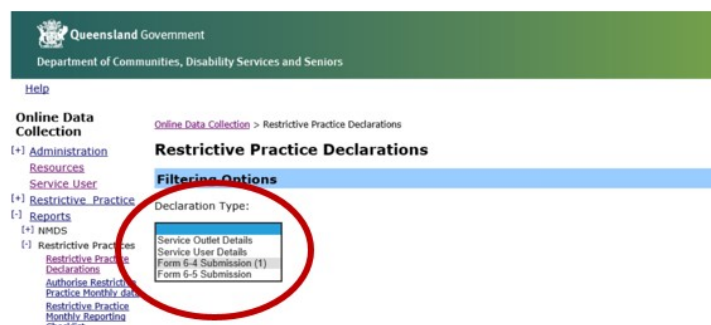 Queensland Government
Department of Communities, Disability Services and Seniors
Help
Online Data
Collection
[+] Administration
Resources
Service User
[+] Restrictive Practice
[-] Reports
[+] NMDS
[-] Restrictive Practices
Restrictive Practice
Declarations
Authorise Restrictive
Practice Monthly data
Restrictive Practice
Monthly Reporting
Online Data Collection > Restrictive Practice Declarations
Restrictive Practice Declarations
Filtering Options
Declaration Type:
Service Outlet Details
Service User Details
Form 6-4 Submission (1)
Form 6-5 Submission